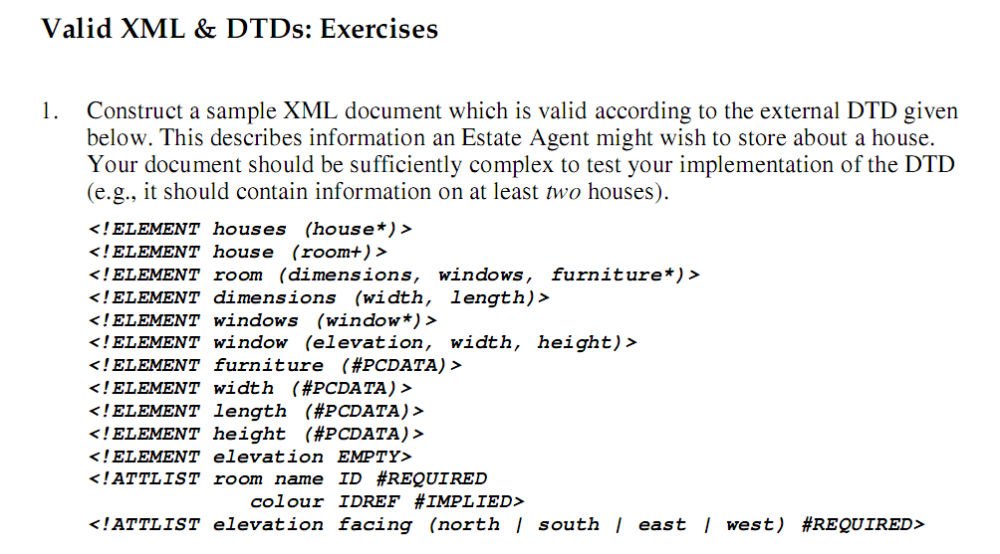 Valid XML & DTDs: Exercises
1. Construct a sample XML document which is valid according to the external DTD given
below. This describes information an Estate Agent might wish to store about a house.
Your document should be sufficiently complex to test your implementation of the DTD
(e.g., it should contain information on at least two houses).
<!ELEMENT houses (house*)>
<!ELEMENT house (room+)>
<!ELEMENT room (dimensions, windows, furniture*)>
<!ELEMENT dimensions (width, length)>
<!ELEMENT windows (window*)>
<!ELEMENT window (elevation, width, height)>
<!ELEMENT furniture (#PCDATA)>
<!ELEMENT width (#PCDATA)>
<!ELEMENT length (#PCDATA)>
<!ELEMENT height (#PCDATA)>
<!ELEMENT elevation EMPTY>
<!ATTLIST room name ID #REQUIRED
colour IDREF #IMPLIED>
<!ATTLIST elevation facing (north | south | east | west) #REQUIRED>